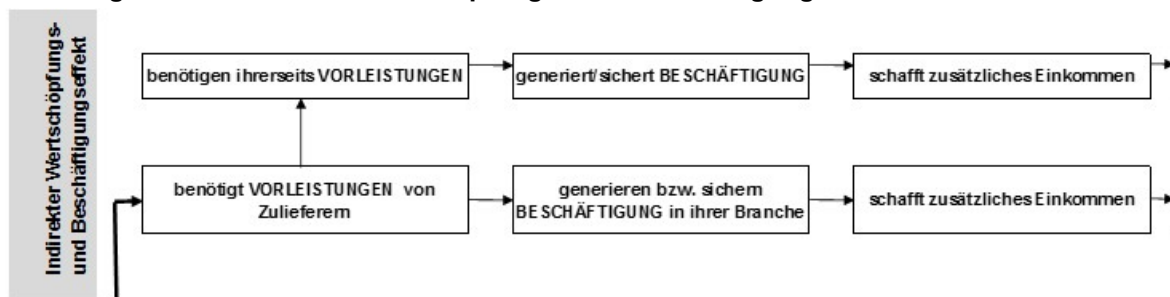 Indirekter Wertschöpfungs-
und Beschäftigungseffekt
benötigen ihrerseits VORLEISTUNGEN
generiert/sichert BESCHÄFTIGUNG
schafft zusätzliches Einkommen
benötigt VORLEISTUNGEN von
Zulieferern
generieren bzw. sichern
BESCHÄFTIGUNG in ihrer Branche
schafft zusätzliches Einkommen